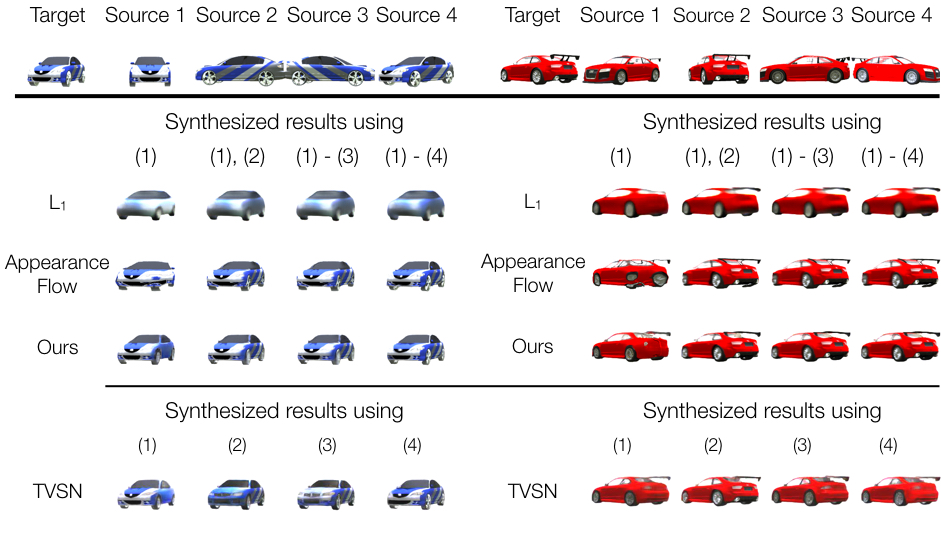 Target Source 1 Source 2 Source 3 Source 4 Target Source 1 Source 2 Source 3 Source 4
Synthesized results using Synthesized results using
(1) (1), (2) (1) - (3) (1) - (4) (1) (1), (2) (1) - (3) (1) - (4)
L₁ L₁
Appearance Flow Appearance Flow
Ours Ours
Synthesized results using Synthesized results using
(1) (2) (3) (4) (1) (2) (3) (4)
TVSN TVSN